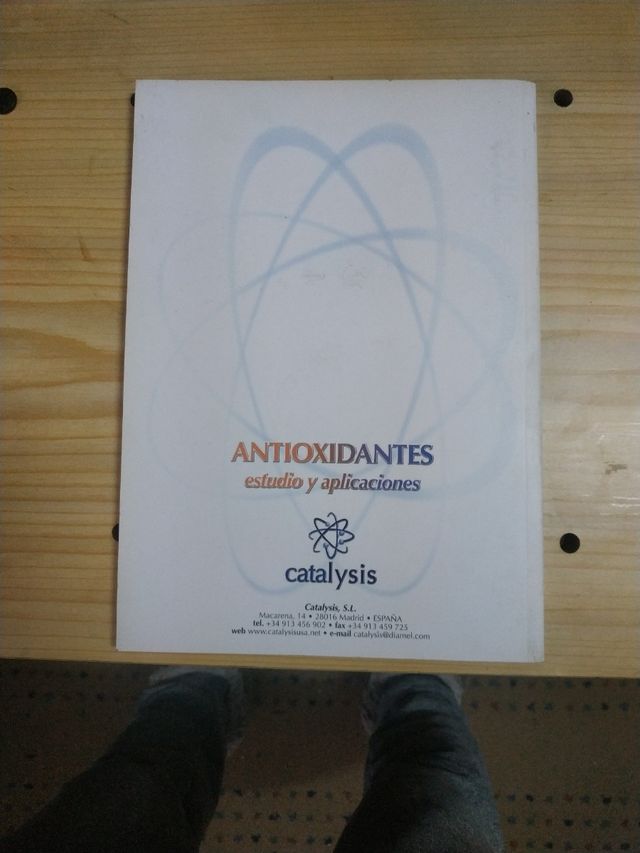 ANTIOXIDANTES
estudio y aplicaciones
catalysis
Catalysis, S.L.
Macarena, 14 • 28016 Madrid • ESPAÑA
tel. +34 913 456 902 • fax +34 913 459 725
web www.catalysisusa.net • e-mail catalysis@diamel.com